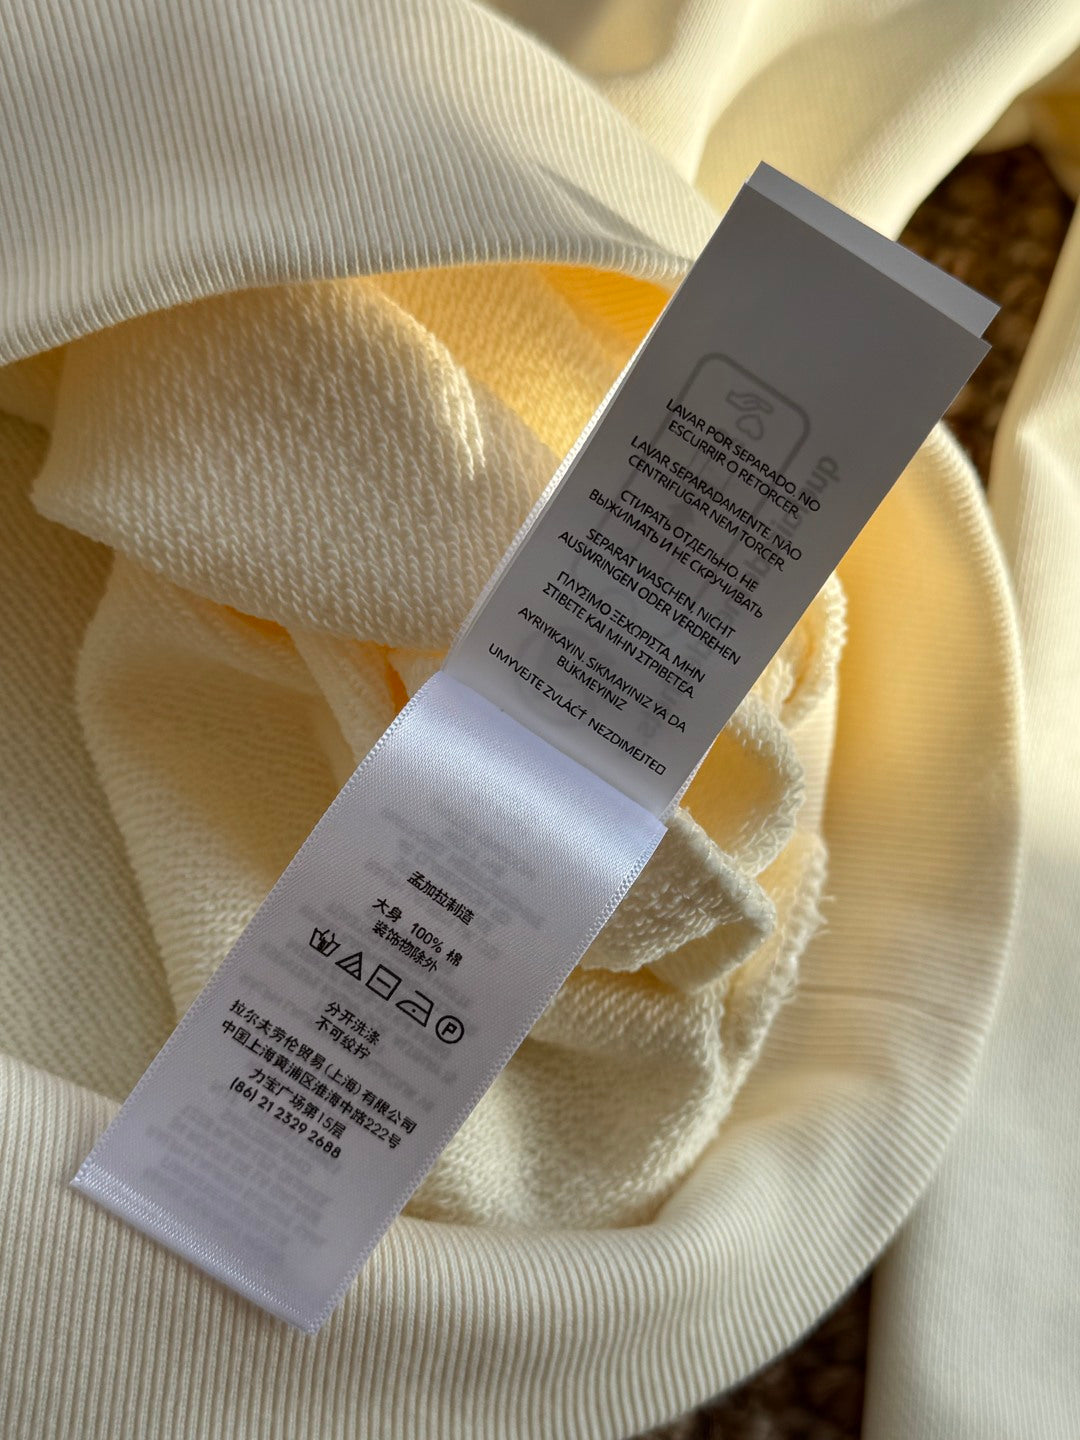 LAVAR POR SEPARADO. NO
ESCURRIR O RETORCER.
LAVAR SEPARADAMENTE, NÃO
CENTRIFUGAR NEM TORCER.
СТИРАТЬ ОТДЕЛЬНО. НЕ
ВЫЖИМАТЬ И НЕ СКРУЧИВАТЬ
SEPARAT WASCHEN, NICHT
AUSWRINGEN ODER VERDREHEN
ΠΛΥΣΙΜΟ ΞΕΧΩΡΙΣΤΑ. ΜΗΝ
ΣΤΙΒΕΤΕ ΚΑΙ ΜΗΝ ΣΤΡΙΒΕΤΕΑ.
AYRIYIKAYIN. SIKMAYINIZ YA DA
BÜKMEYINIZ
UMYVEJTE ZVLÁCŤ, NEZDIMEJTE
孟加拉制造
大身 100% 棉
装饰物除外
P
分开洗涤
不可绞拧
拉尔夫劳伦贸易(上海)有限公司
中国上海黄浦区淮海中路222号
力宝广场第15层
(86) 21 2329 2688